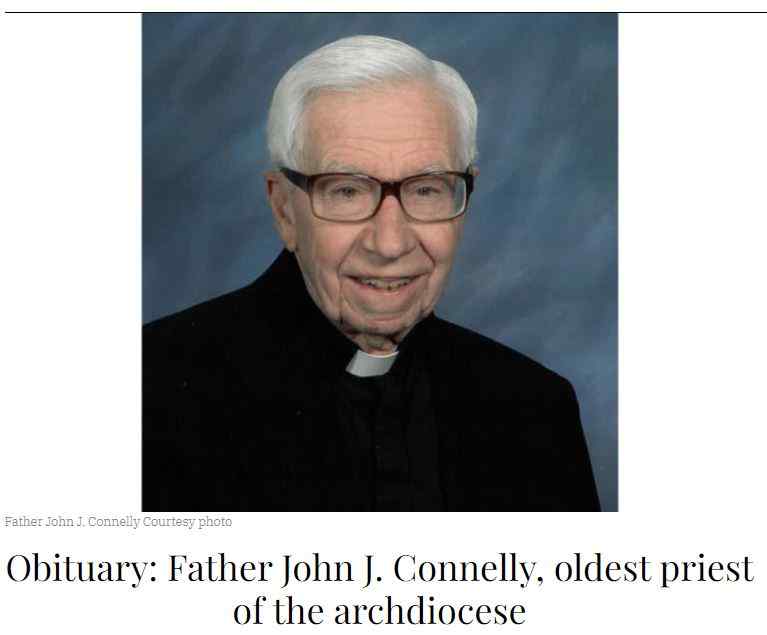 Father John J. Connelly Courtesy photo
Obituary: Father John J. Connelly, oldest priest
of the archdiocese